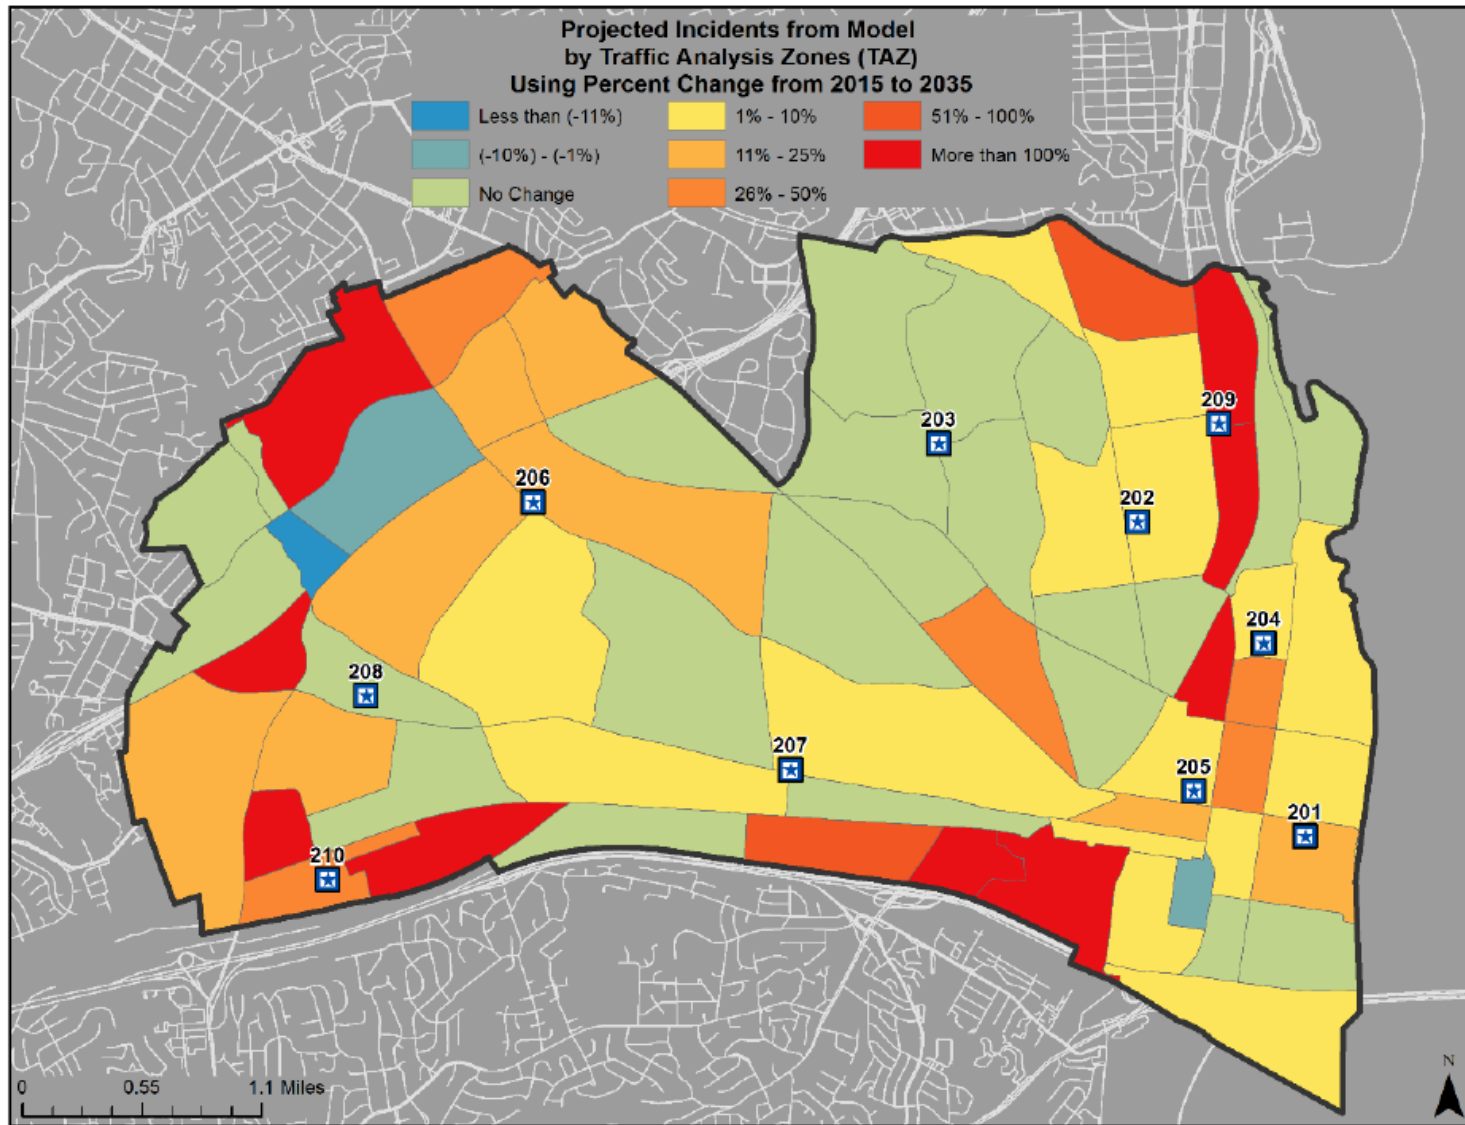 Projected Incidents from Model
by Traffic Analysis Zones (TAZ)
Using Percent Change from 2015 to 2035
Less than (-11%)
(-10%) - (-1%)
No Change
1% - 10%
11% - 25%
26% - 50%
51% - 100%
More than 100%
209
203
206
202
204
208
207
205
201
210
0 0.55 1.1 Miles
N